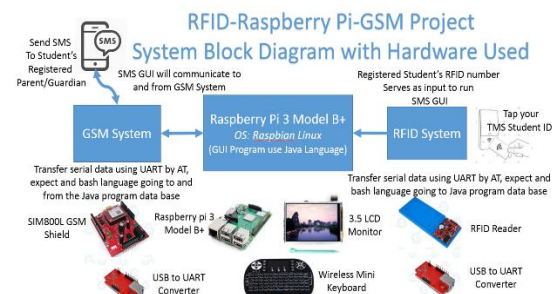 RFID-Raspberry Pi-GSM Project
System Block Diagram with Hardware Used
Send SMS
To Student's
Registered
Parent/Guardian
SMS
SMS GUI will communicate to
and from GSM System
Registered Student's RFID number
Serves as input to run
SMS GUI
GSM System
Raspberry Pi 3 Model B+
OS: Raspbian Linux
(GUI Program use Java Language)
RFID System
Tap your
TMS Student ID
Transfer serial data using UART by AT,
expect and bash language going to and
from the Java program data base
Transfer serial data using UART by AT, expect and
bash language going to Java program data base
SIM800L GSM
Shield
Raspberry pi 3
Model B+
3.5 LCD
Monitor
RFID Reader
USB to UART
Converter
Wireless Mini
Keyboard
USB to UART
Converter